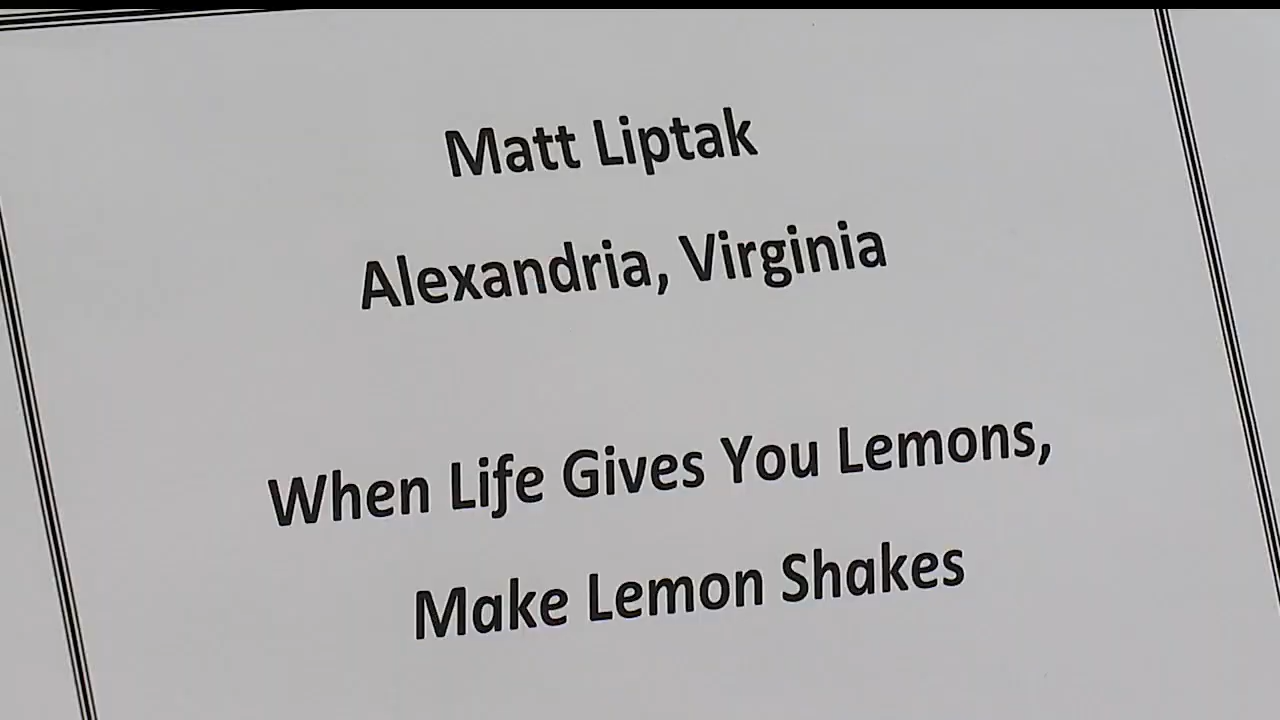 Matt Liptak
Alexandria, Virginia
When Life Gives You Lemons,
Make Lemon Shakes